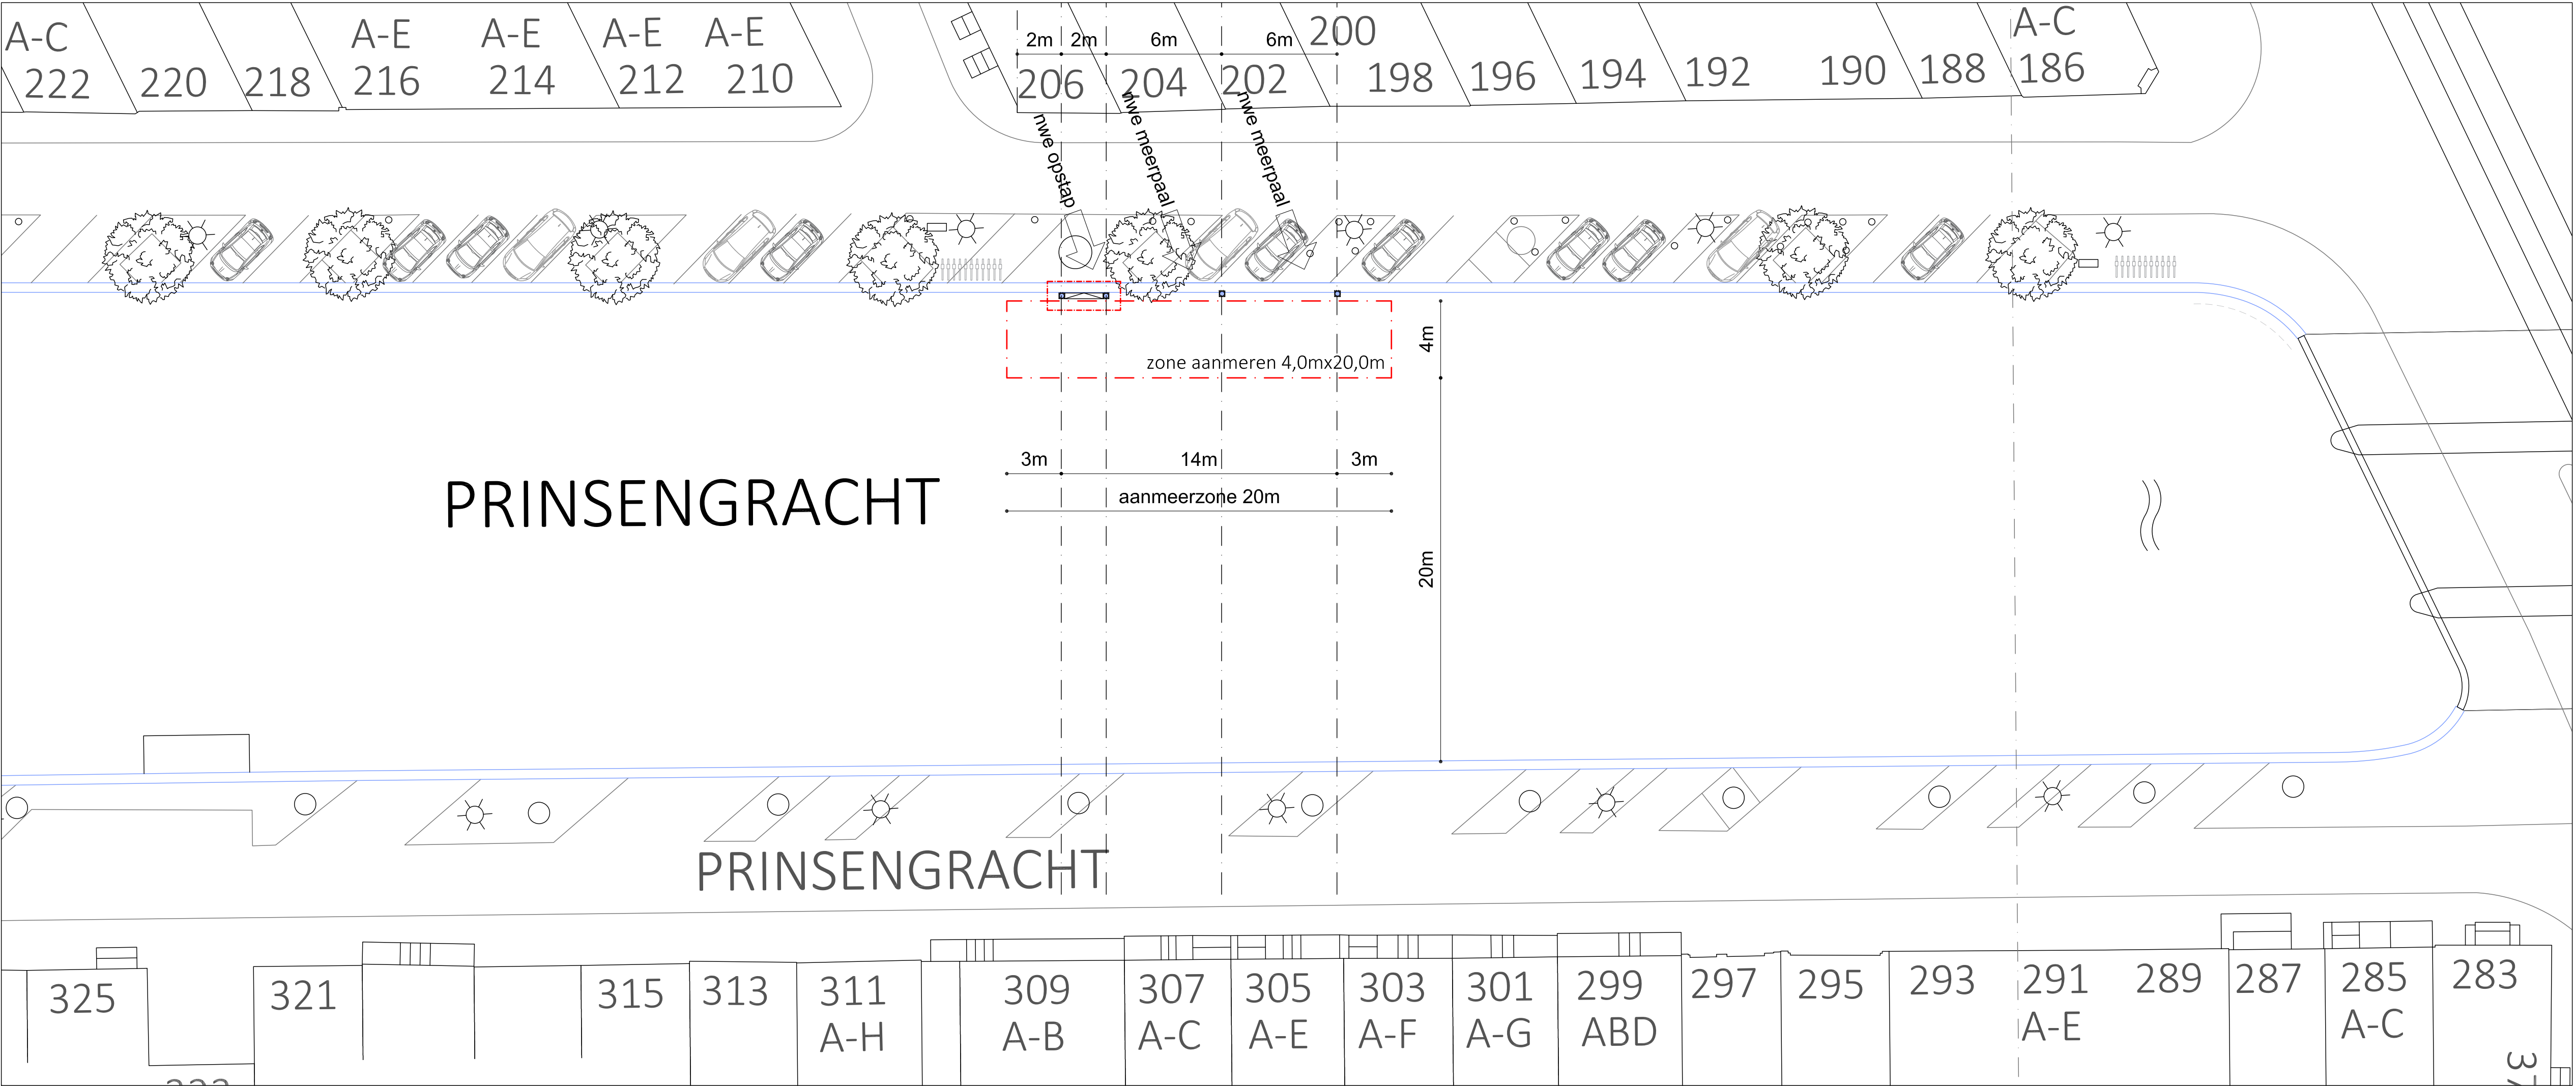 A-C
222
220
218
A-E
216
A-E
214
A-E
212
A-E
210
2m
2m
6m
6m
200
206
204
202
198
196
194
192
190
188
A-C
186
nwe opstap
nwe meerpaal
nwe meerpaal
zone aanmeren 4,0mx20,0m
4m
3m
14m
3m
aanmeerzone 20m
20m
PRINSENGRACHT
PRINSENGRACHT
325
321
315
313
311
A-H
309
A-B
307
A-C
305
A-E
303
A-F
301
A-G
299
ABD
297
295
293
291
A-E
289
287
285
A-C
283